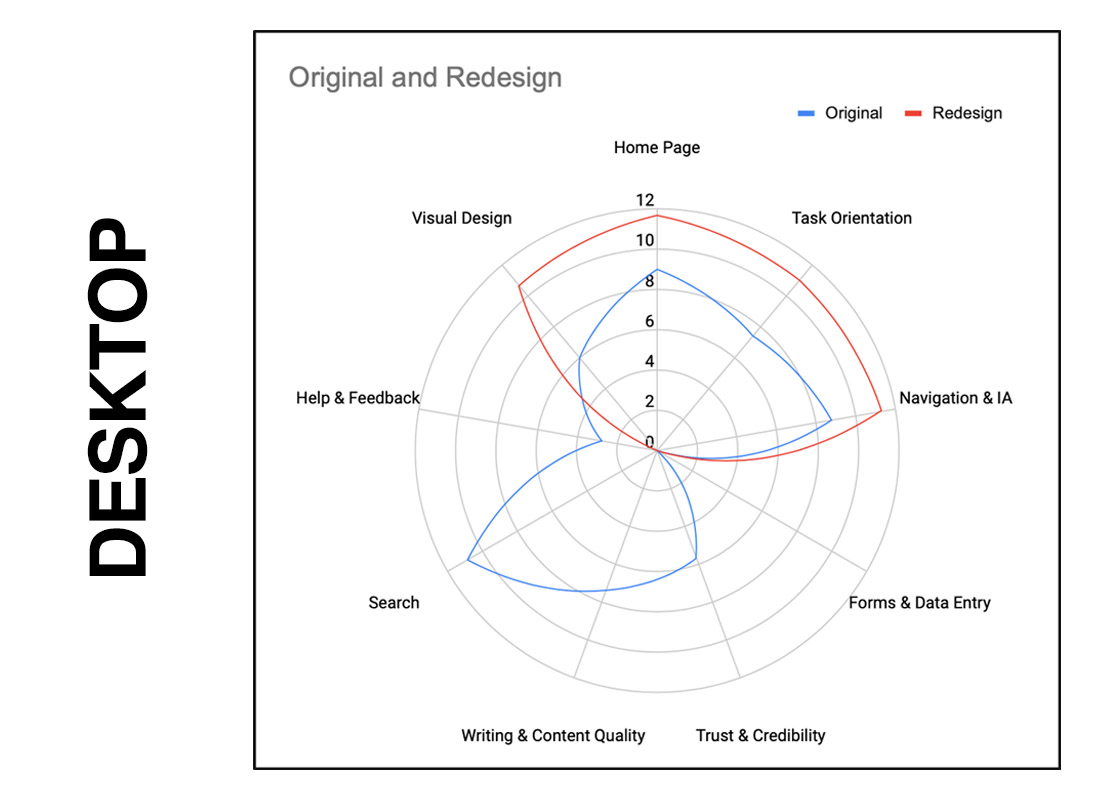 DESKTOP
Original and Redesign
Original
Redesign
Home Page
Visual Design
Task Orientation
12
10
8
6
4
2
0
Help & Feedback
Navigation & IA
Search
Forms & Data Entry
Writing & Content Quality
Trust & Credibility